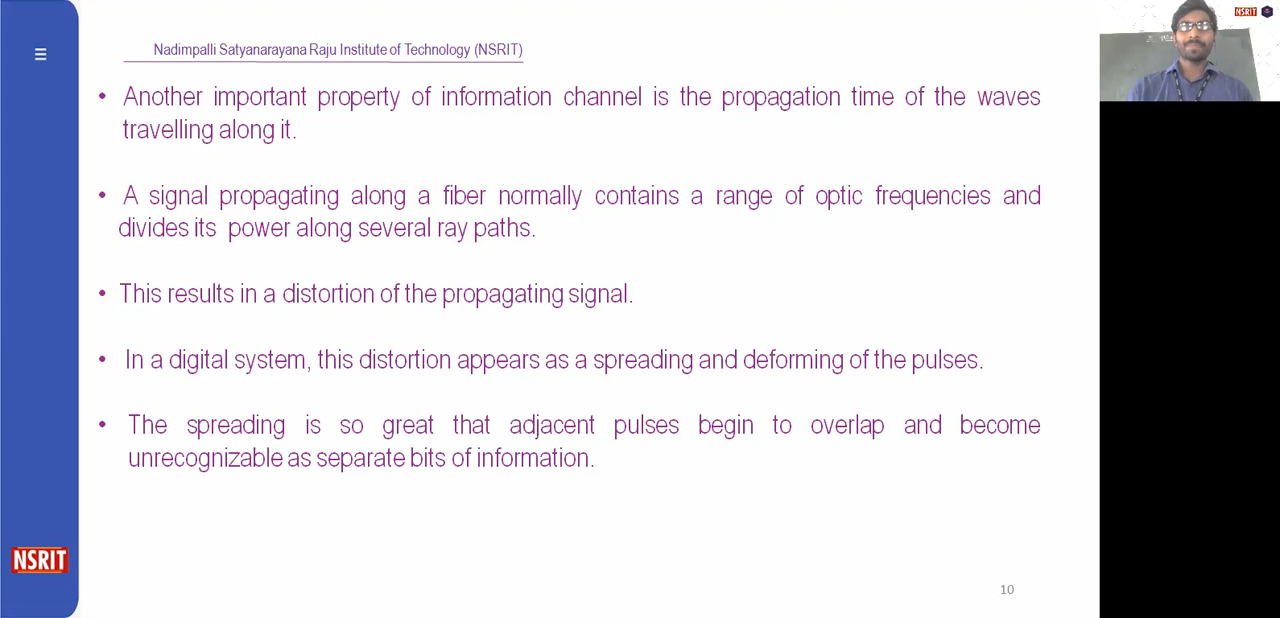 Nadimpalli Satyanarayana Raju Institute of Technology (NSRIT)
NSRIT
• Another important property of information channel is the propagation time of the waves
travelling along it.
• A signal propagating along a fiber normally contains a range of optic frequencies and
divides its power along several ray paths.
• This results in a distortion of the propagating signal.
• In a digital system, this distortion appears as a spreading and deforming of the pulses.
• The spreading is so great that adjacent pulses begin to overlap and become
unrecognizable as separate bits of information.
NSRIT
10